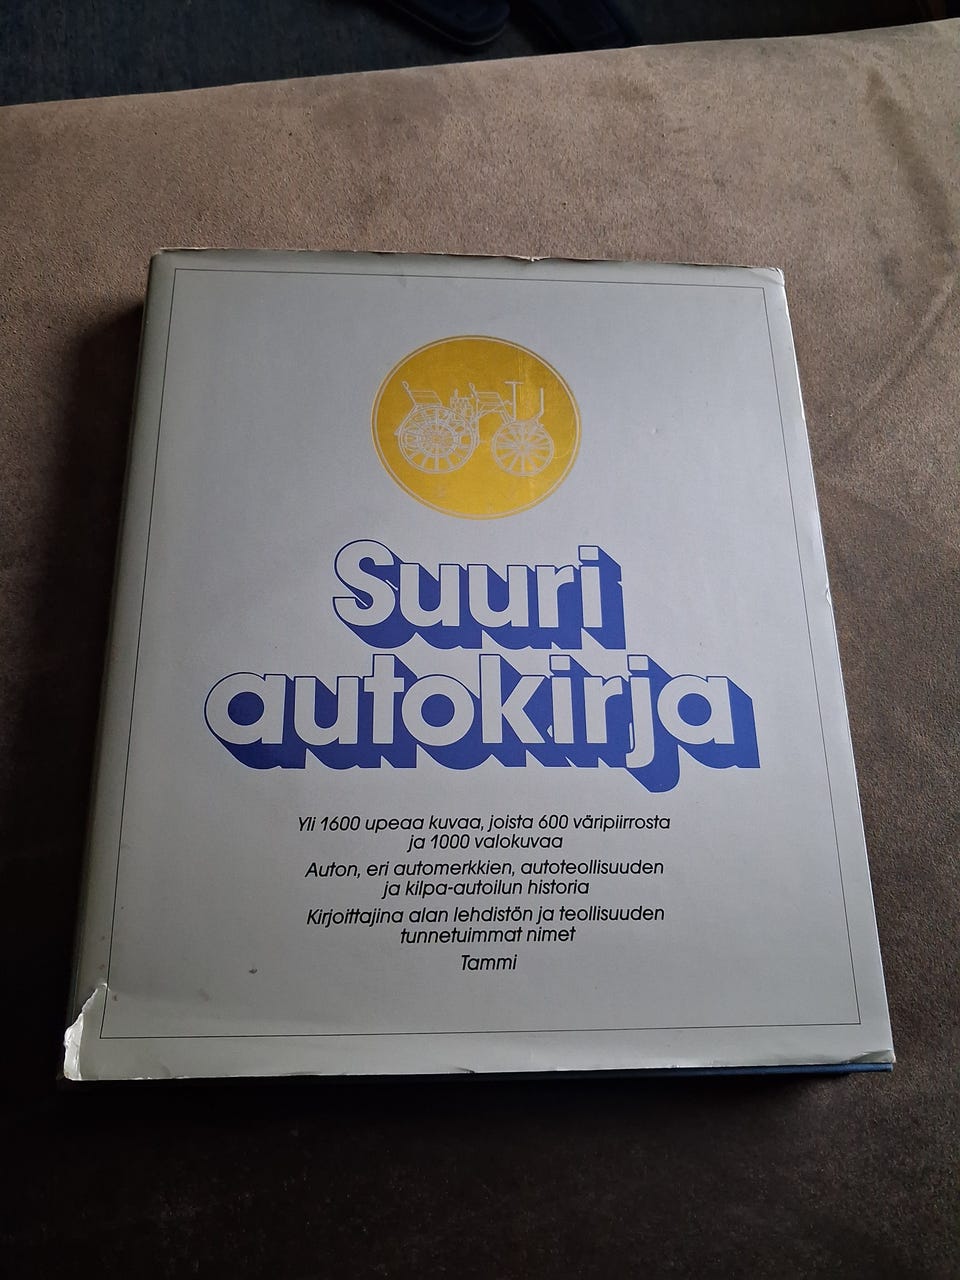 Suuri
autokirja
Yli 1600 upeaa kuvaa, joista 600 väripiirrosta
ja 1000 valokuvaa
Auton, eri automerkkien, autoteollisuuden
ja kilpa-autoilun historia
Kirjoittajina alan lehdistön ja teollisuuden
tunnetuimmat nimet
Tammi